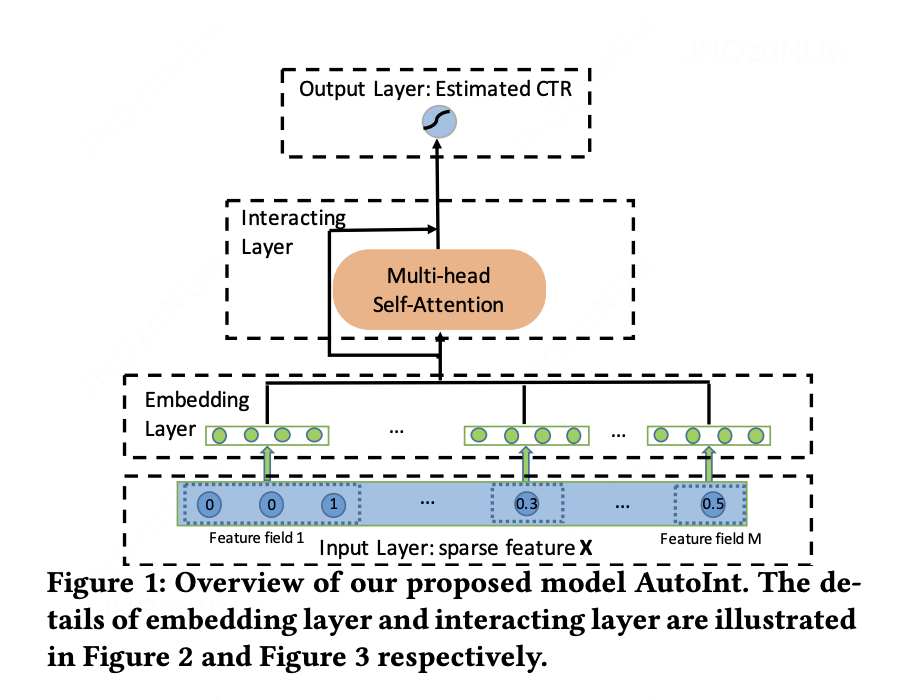 Output Layer: Estimated CTR
Interacting
Layer
Multi-head
Self-Attention
Embedding
Layer
... ...
0 0 1 ... 0.3 ... 0.5
Feature field 1
Feature field M
Input Layer: sparse feature X
Figure 1: Overview of our proposed model AutoInt. The de-
tails of embedding layer and interacting layer are illustrated
in Figure 2 and Figure 3 respectively.